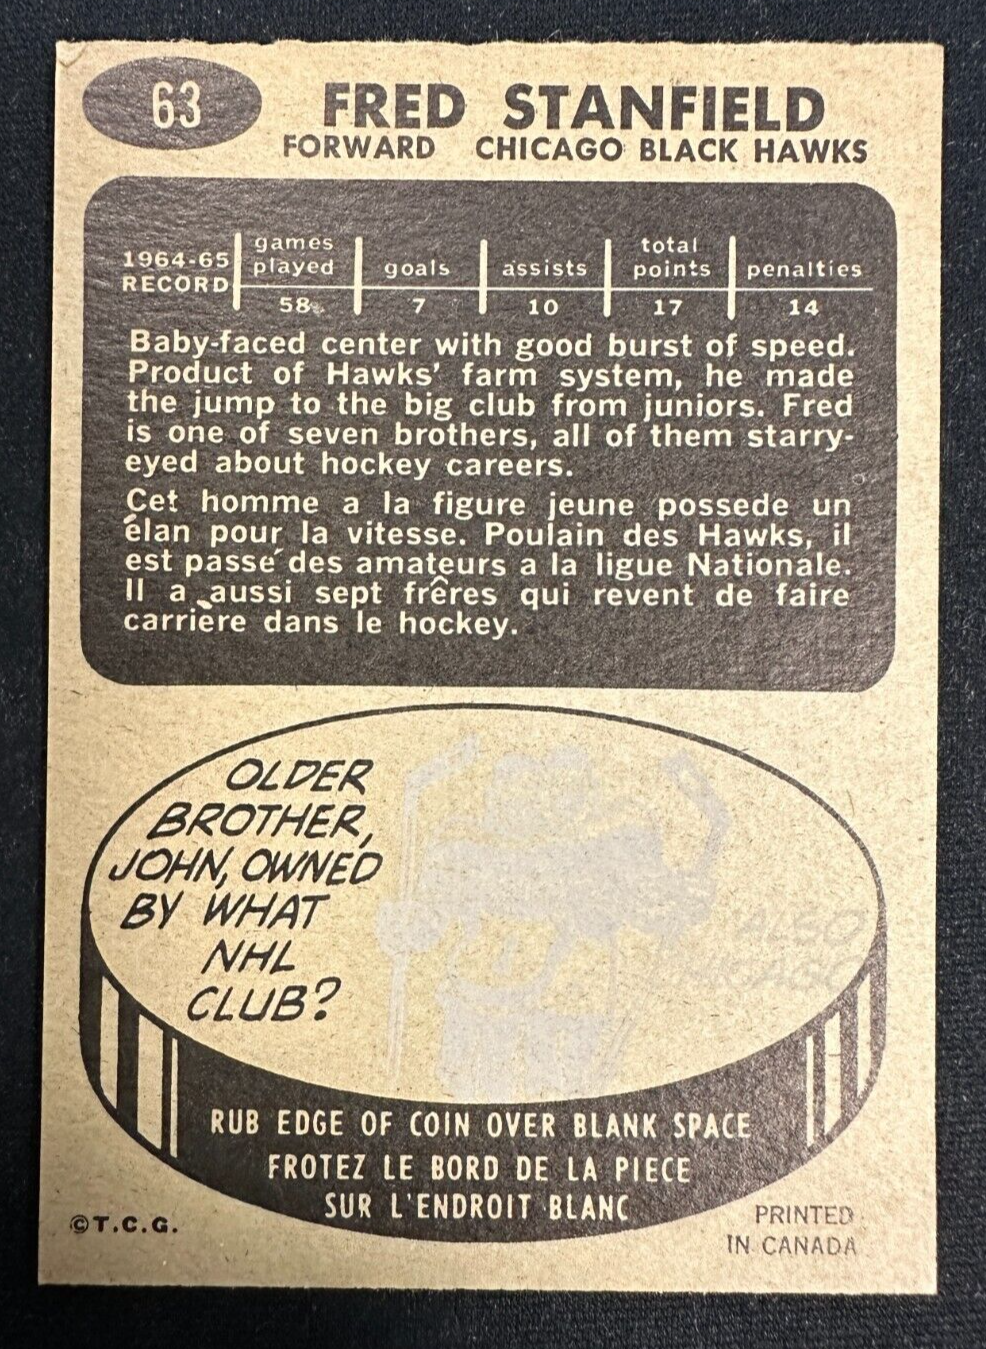 63
FRED STANFIELD
FORWARD CHICAGO BLACK HAWKS
1964-65 RECORD
games played goals assists total points penalties
58 7 10 17 14
Baby-faced center with good burst of speed.
Product of Hawks' farm system, he made
the jump to the big club from juniors. Fred
is one of seven brothers, all of them starry-
eyed about hockey careers.
Cet homme a la figure jeune possede un
élan pour la vitesse. Poulain des Hawks, il
est passé des amateurs a la ligue Nationale.
Il a aussi sept frêres qui revent de faire
carrière dans le hockey.
OLDER
BROTHER,
JOHN, OWNED
BY WHAT
NHL
CLUB?
ALSO
CHICAGO
RUB EDGE OF COIN OVER BLANK SPACE
FROTEZ LE BORD DE LA PIECE
SUR L'ENDROIT BLANC
©T.C.G.
PRINTED
IN CANADA